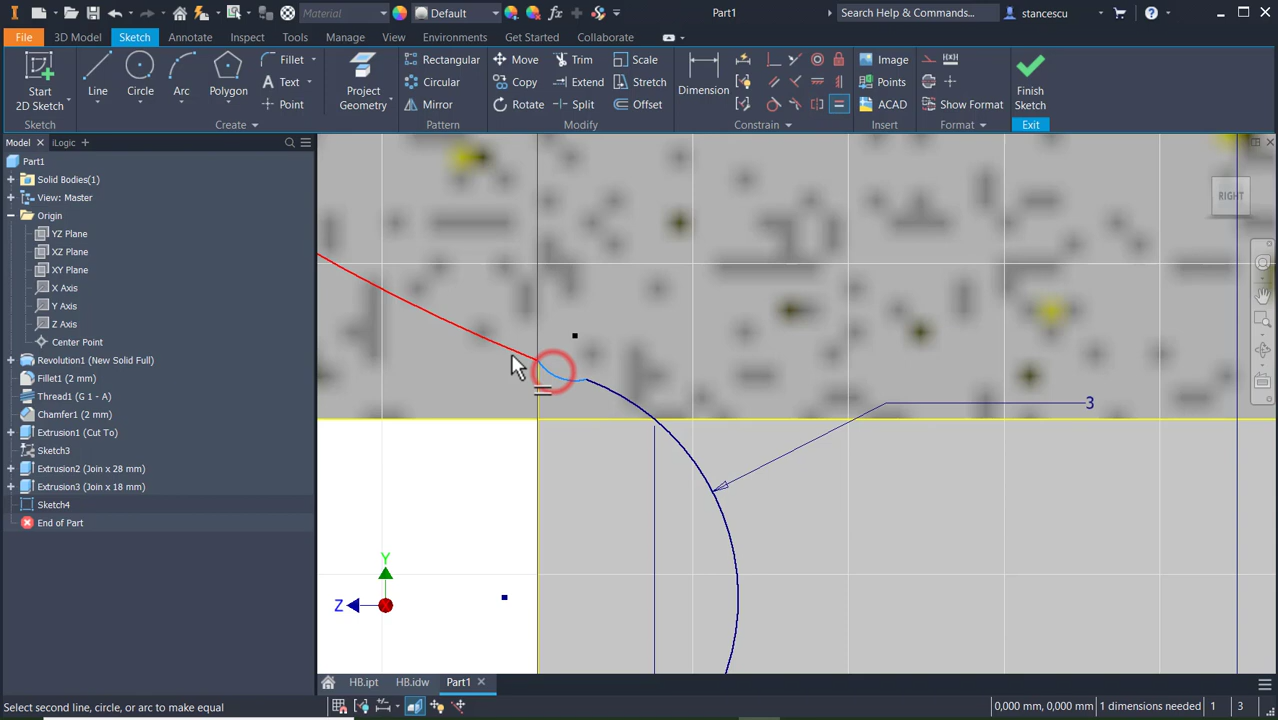 Material Default Part1 Search Help & Commands... stancescu
File 3D Model Sketch Annotate Inspect Tools Manage View Environments Get Started Collaborate
Start 2D Sketch Line Circle Arc Polygon Fillet Text Point Project Geometry Rectangular Circular Mirror Move Copy Rotate Trim Extend Split Scale Stretch Offset Dimension Image Points ACAD Show Format Finish Sketch
Sketch Create Pattern Modify Constrain Insert Format Exit
Model iLogic
Part1
Solid Bodies(1)
View: Master
Origin
YZ Plane
XZ Plane
XY Plane
X Axis
Y Axis
Z Axis
Center Point
Revolution1 (New Solid Full)
Fillet1 (2 mm)
Thread1 (G 1 - A)
Chamfer1 (2 mm)
Extrusion1 (Cut To)
Sketch3
Extrusion2 (Join x 28 mm)
Extrusion3 (Join x 18 mm)
Sketch4
End of Part
RIGHT
3
Y
Z
HB.ipt HB.idw Part1
Select second line, circle, or arc to make equal 0,000 mm, 0,000 mm 1 dimensions needed 1 3